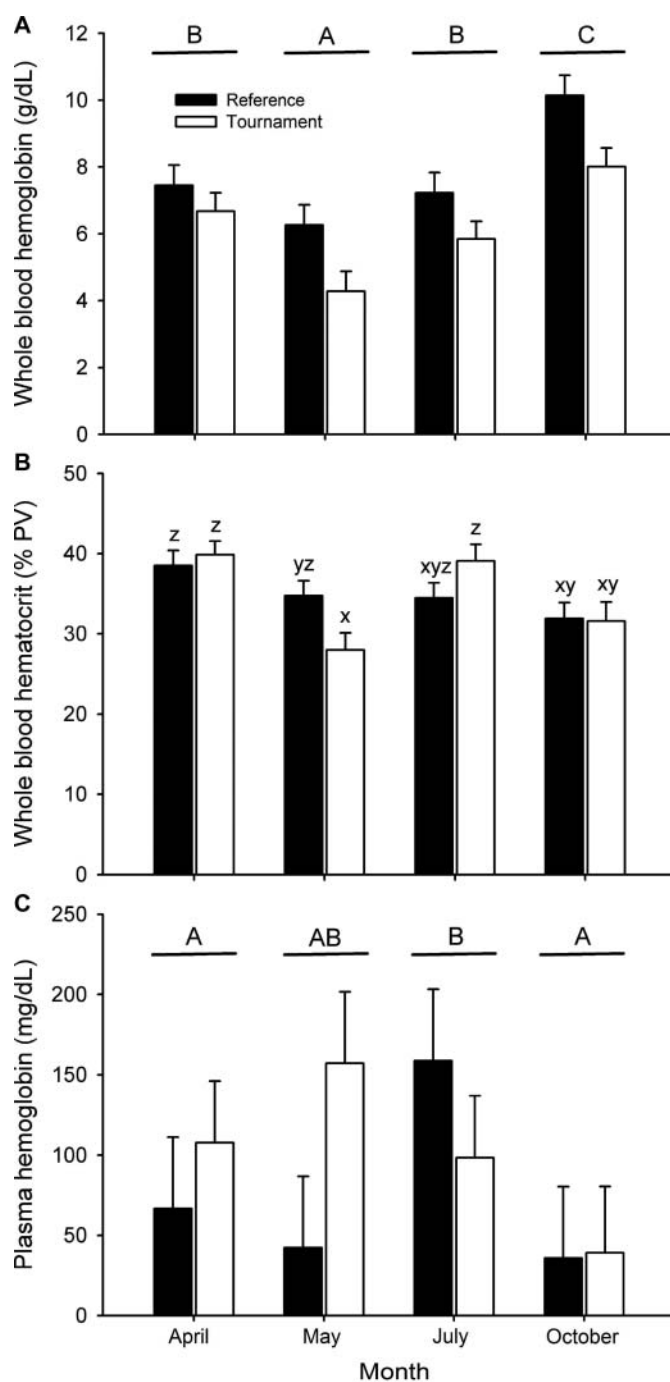 A
Whole blood hemoglobin (g/dL)
12
10
8
6
4
2
0
B A B C
Reference
Tournament
B
Whole blood hematocrit (% PV)
50
40
30
20
10
0
z z yz x xyz z xy xy
C
Plasma hemoglobin (mg/dL)
250
200
150
100
50
0
A AB B A
April May July October
Month